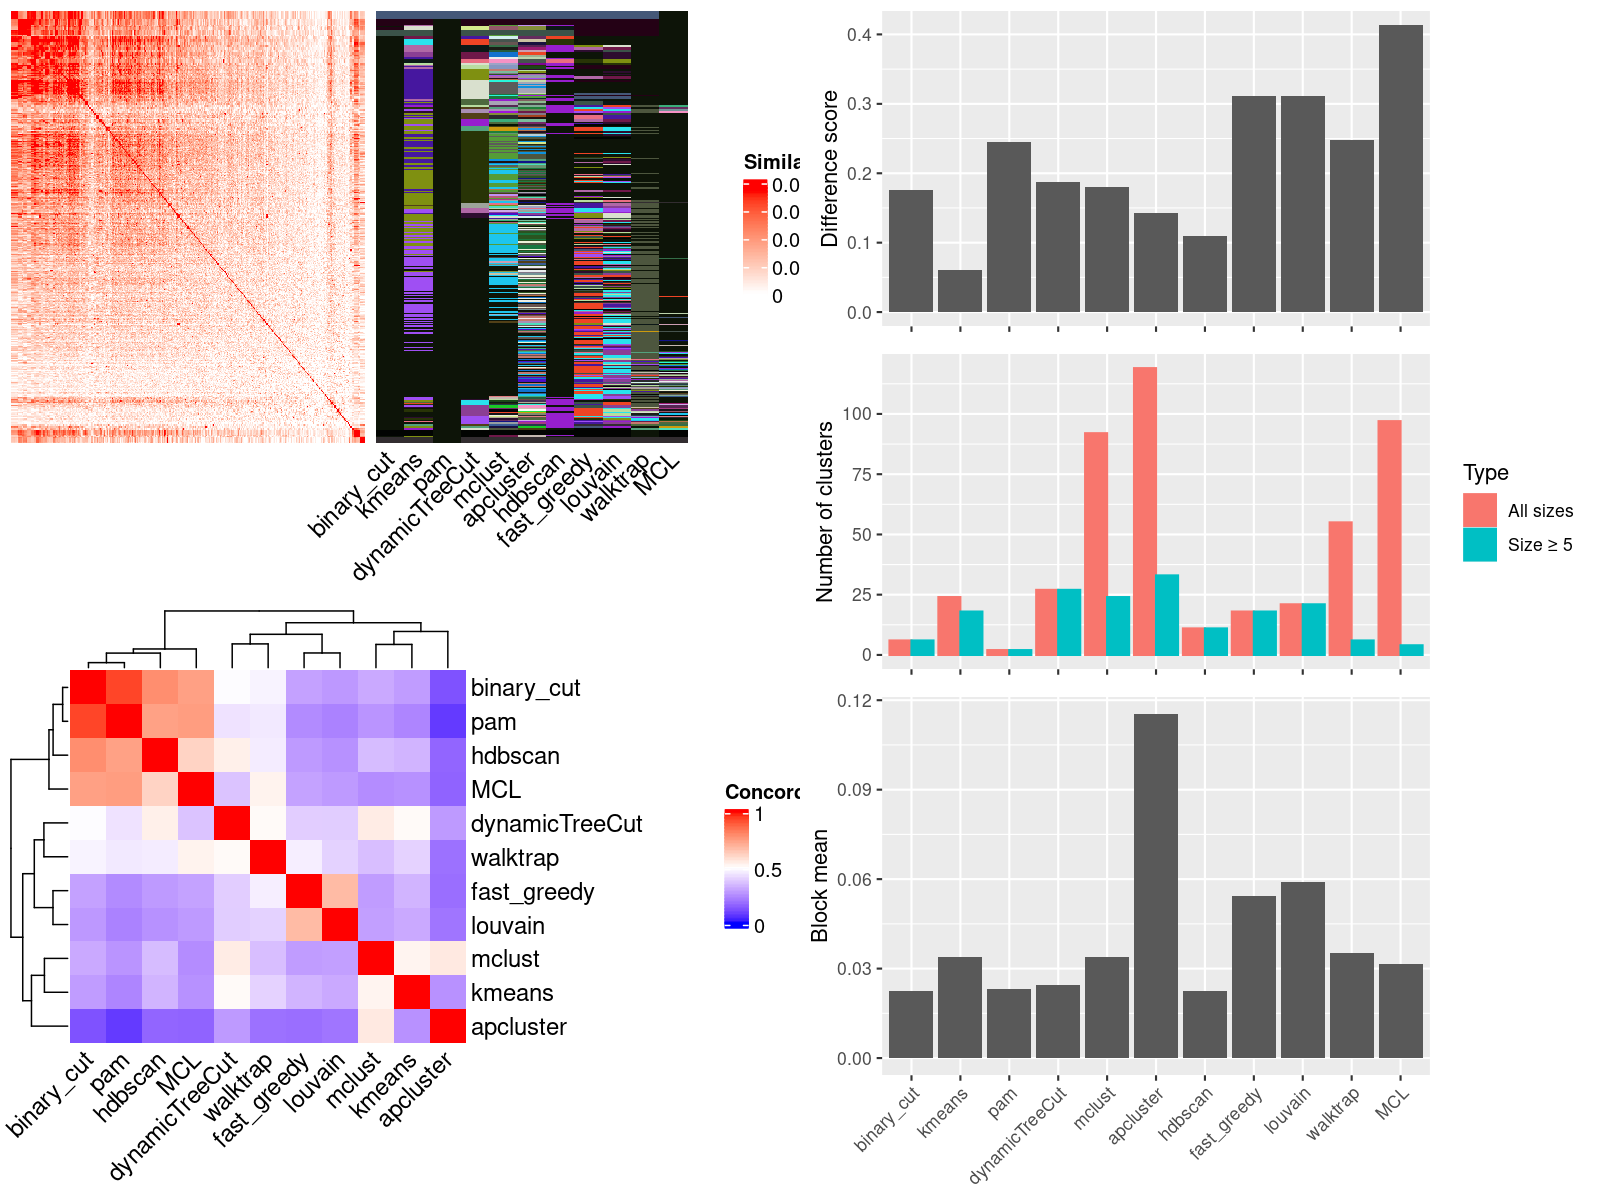 Simila
0.0
0.0
0.0
0.0
0
binary_cut
kmeans
pam
dynamicTreeCut
mclust
apcluster
hdbscan
fast_greedy
louvain
walktrap
MCL
binary_cut
pam
hdbscan
MCL
dynamicTreeCut
walktrap
fast_greedy
louvain
mclust
kmeans
apcluster
binary_cut
pam
hdbscan
MCL
dynamicTreeCut
walktrap
fast_greedy
louvain
mclust
kmeans
apcluster
Concord
1
0.5
0
Difference score
0.4
0.3
0.2
0.1
0.0
Number of clusters
100
75
50
25
0
Type
All sizes
Size ≥ 5
Block mean
0.12
0.09
0.06
0.03
0.00
binary_cut
kmeans
pam
dynamicTreeCut
mclust
apcluster
hdbscan
fast_greedy
louvain
walktrap
MCL